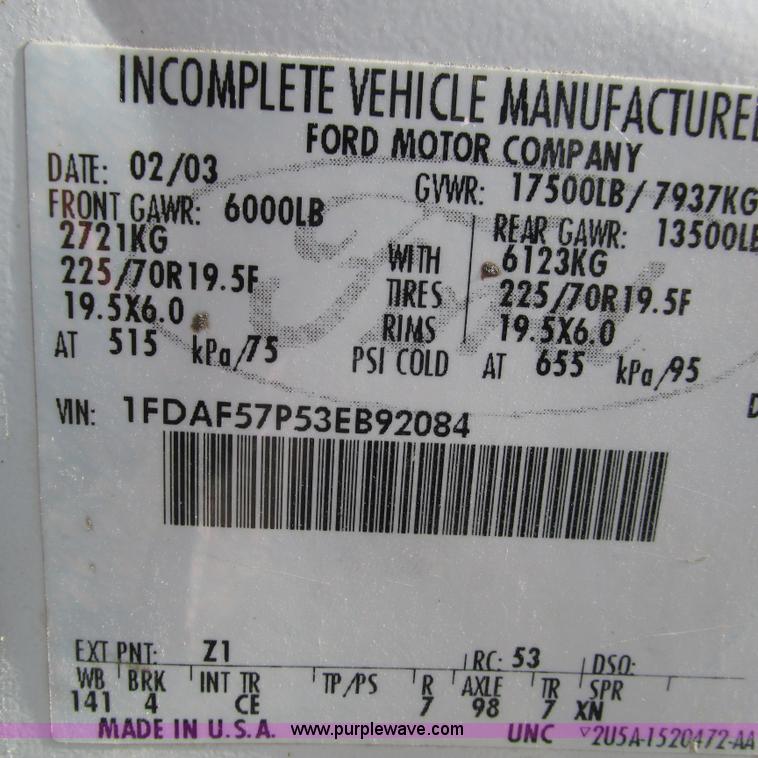 INCOMPLETE VEHICLE MANUFACTURED
FORD MOTOR COMPANY
DATE: 02/03
GVWR: 17500LB/ 7937KG
FRONT GAWR: 6000LB
REAR GAWR: 13500LB
2721KG WITH 6123KG
225/70R19.5F TIRES 225/70R19.5F
19.5X6.0 RIMS 19.5X6.0
AT 515 kPa/75 PSI COLD AT 655 kPa/95
VIN: 1FDAF57P53EB92084
EXT PNT: Z1 RC: 53 DSO:
WB BRK INT TR TP/PS R AXLE TR SPR
141 4 CE 7 98 7 XN
MADE IN U.S.A. www.purplewave.com UNC 2U5A-1520472-AA